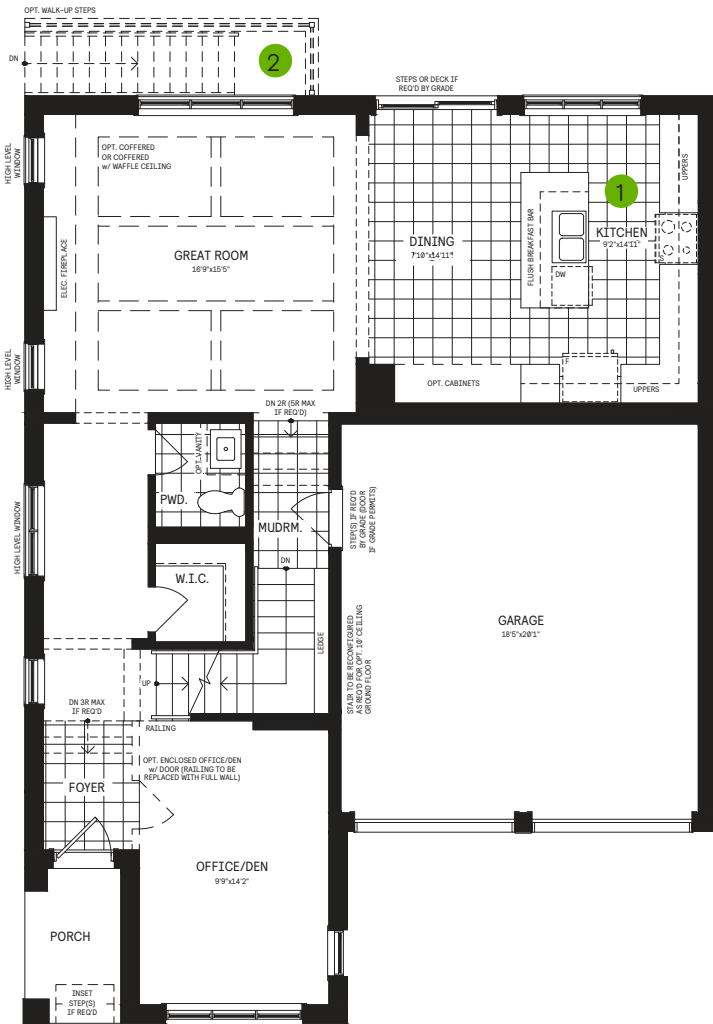 OPT. WALK-UP STEPS
DN
2
STEPS OR DECK IF
REQ'D BY GRADE
HIGH LEVEL
WINDOW
OPT. COFFERED
OR COFFERED
w/ WAFFLE CEILING
UPPERS
1
FLUSH BREAKFAST BAR
KITCHEN
9'2"x14'11"
DINING
7'10"x14'11"
GREAT ROOM
16'9"x15'5"
ELEC. FIREPLACE
S
DW
HIGH LEVEL
WINDOW
F
OPT. CABINETS
UPPERS
DN 2R (5R MAX
IF REQ'D)
OPT. VANITY
PWD.
MUDRM.
STEP(S) IF REQ'D
BY GRADE (DOOR
IF GRADE PERMITS)
HIGH LEVEL WINDOW
DN
W.I.C.
GARAGE
18'5"x20'1"
LEDGE
STAIR TO BE RECONFIGURED
AS REQ'D FOR OPT. 10' CEILING
GROUND FLOOR
UP
DN 3R MAX
IF REQ'D
RAILING
OPT. ENCLOSED OFFICE/DEN
w/ DOOR (RAILING TO BE
REPLACED WITH FULL WALL)
FOYER
OFFICE/DEN
9'9"x14'2"
PORCH
INSET
STEP(S)
IF REQ'D